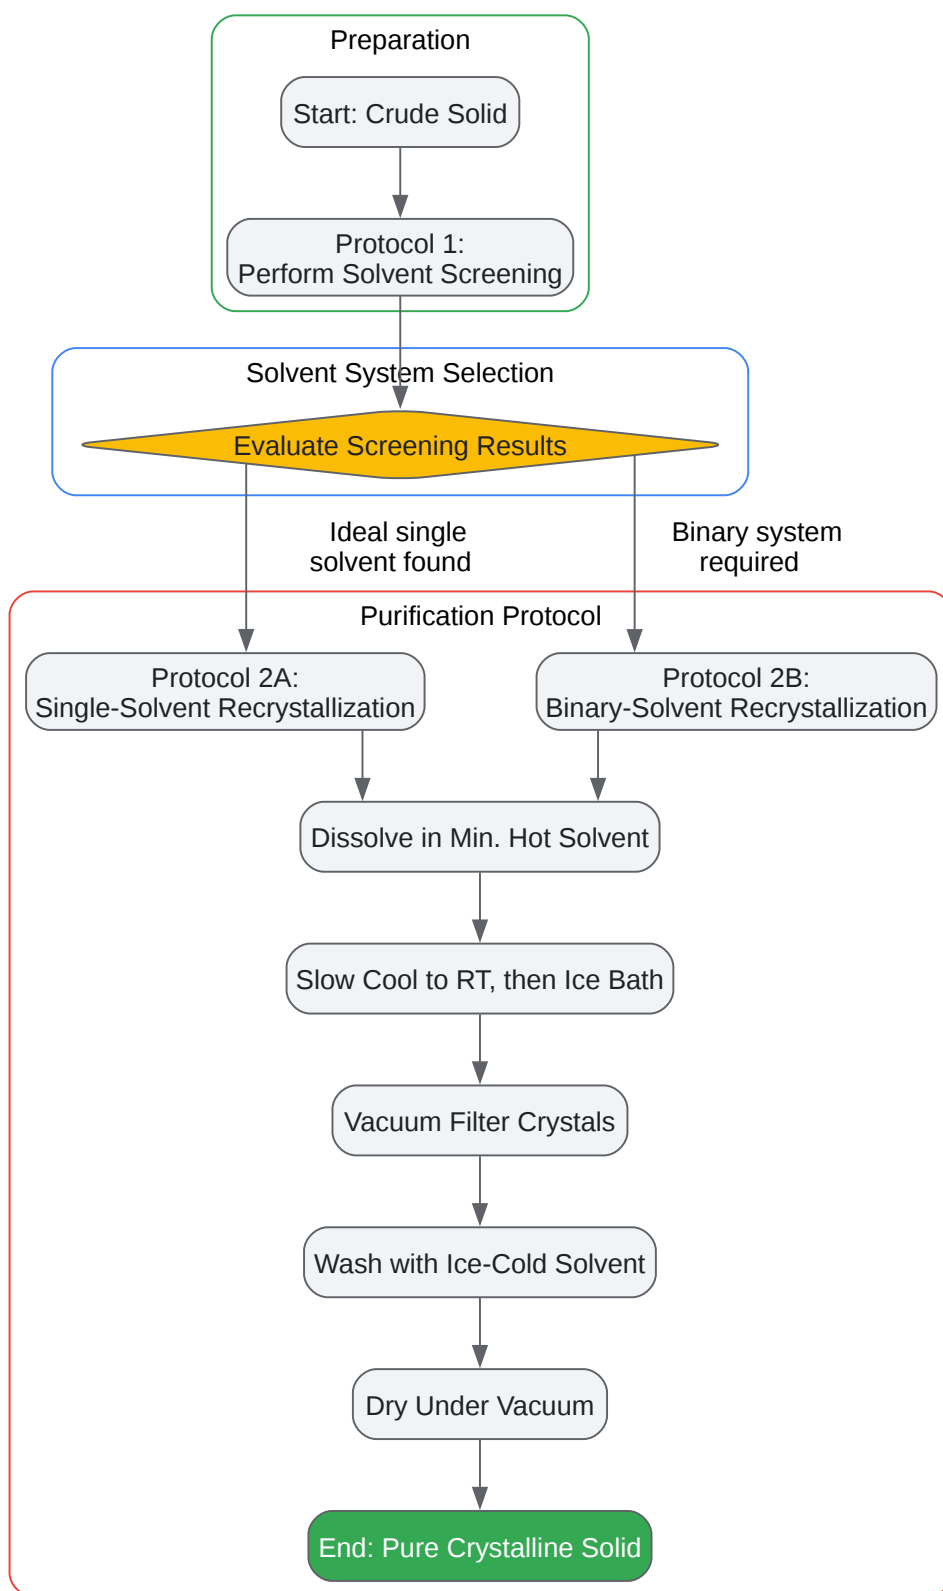 Preparation
Start: Crude Solid
Protocol 1:
Perform Solvent Screening
Solvent System Selection
Evaluate Screening Results
Ideal single
solvent found
Binary system
required
Purification Protocol
Protocol 2A:
Single-Solvent Recrystallization
Protocol 2B:
Binary-Solvent Recrystallization
Dissolve in Min. Hot Solvent
Slow Cool to RT, then Ice Bath
Vacuum Filter Crystals
Wash with Ice-Cold Solvent
Dry Under Vacuum
End: Pure Crystalline Solid